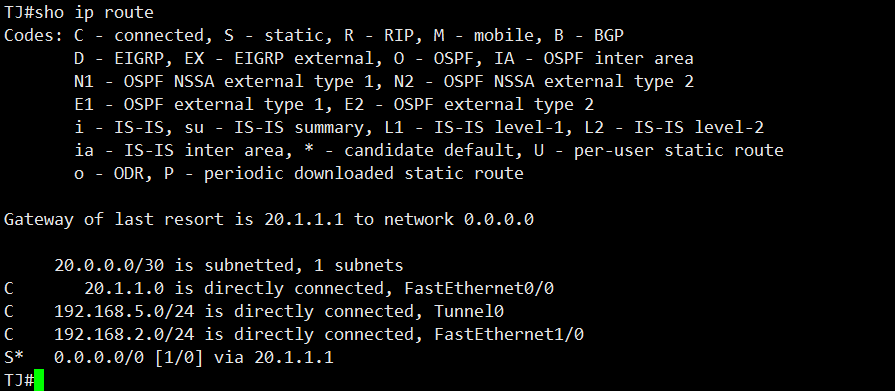 TJ#sho ip route
Codes: C - connected, S - static, R - RIP, M - mobile, B - BGP
       D - EIGRP, EX - EIGRP external, O - OSPF, IA - OSPF inter area
       N1 - OSPF NSSA external type 1, N2 - OSPF NSSA external type 2
       E1 - OSPF external type 1, E2 - OSPF external type 2
       i - IS-IS, su - IS-IS summary, L1 - IS-IS level-1, L2 - IS-IS level-2
       ia - IS-IS inter area, * - candidate default, U - per-user static route
       o - ODR, P - periodic downloaded static route

Gateway of last resort is 20.1.1.1 to network 0.0.0.0

     20.0.0.0/30 is subnetted, 1 subnets
C       20.1.1.0 is directly connected, FastEthernet0/0
C    192.168.5.0/24 is directly connected, Tunnel0
C    192.168.2.0/24 is directly connected, FastEthernet1/0
S*   0.0.0.0/0 [1/0] via 20.1.1.1
TJ#